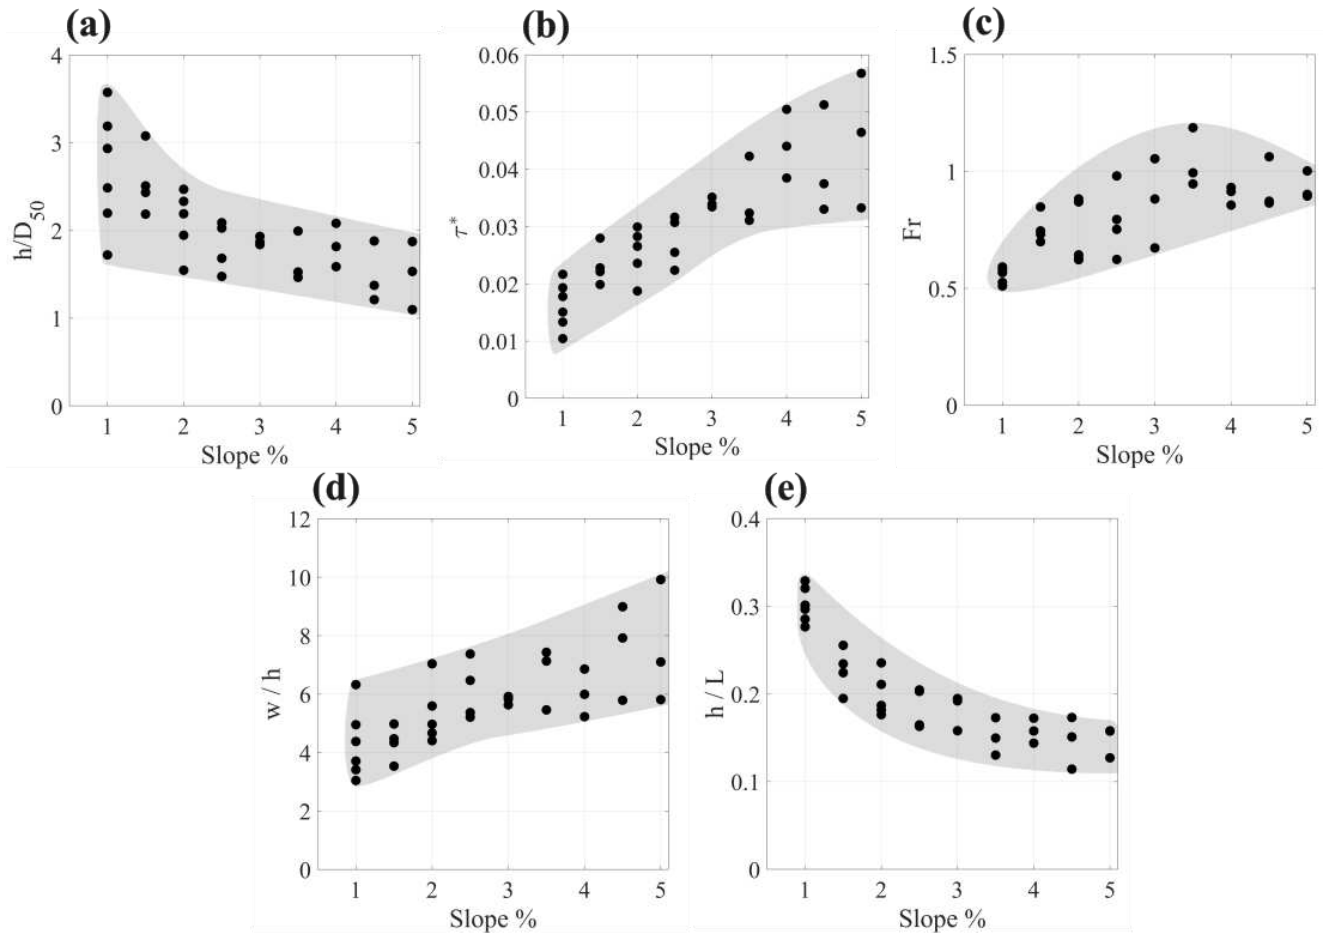 (a)
4
3
2
1
0
h/D50
1 2 3 4 5
Slope %
(b)
0.06
0.05
0.04
0.03
0.02
0.01
0
τ*
1 2 3 4 5
Slope %
(c)
1.5
1
0.5
0
Fr
1 2 3 4 5
Slope %
(d)
12
10
8
6
4
2
0
w / h
1 2 3 4 5
Slope %
(e)
0.4
0.3
0.2
0.1
0
h / L
1 2 3 4 5
Slope %